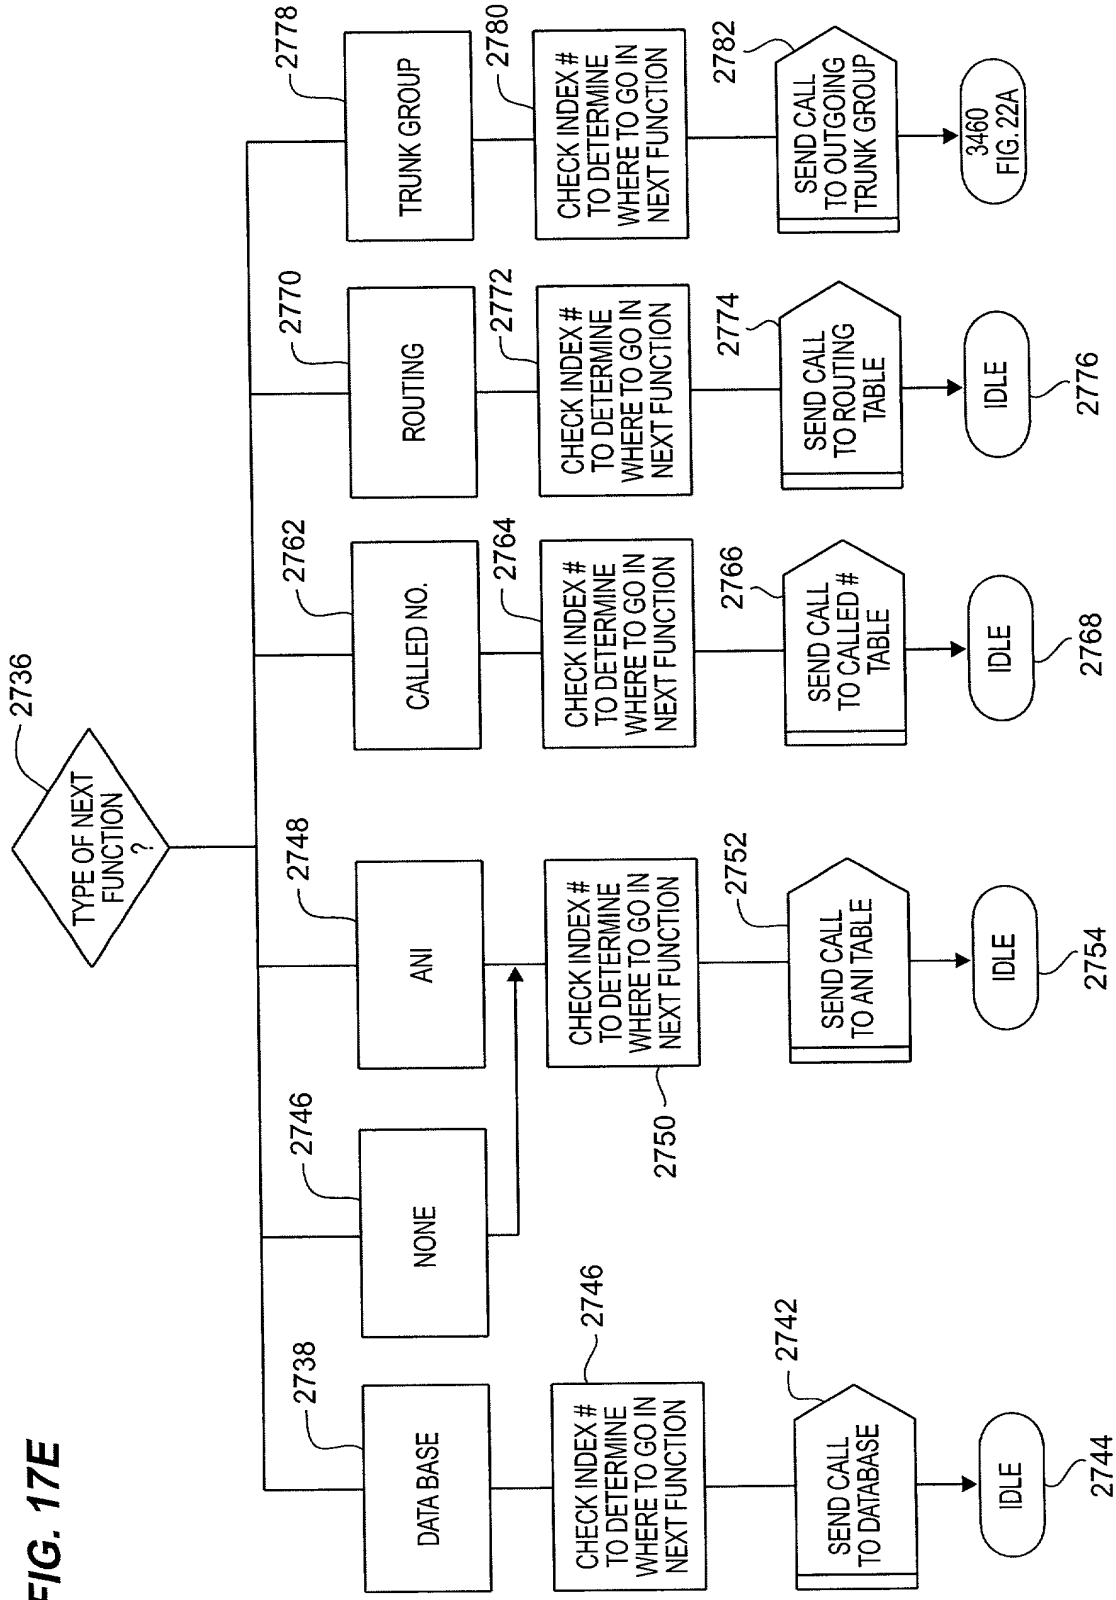 FIG. 17E
TYPE OF NEXT
FUNCTION
?
2736
DATA BASE
2738
NONE
2746
ANI
2748
CALLED NO.
2762
ROUTING
2770
TRUNK GROUP
2778
CHECK INDEX #
TO DETERMINE
WHERE TO GO IN
NEXT FUNCTION
2746
CHECK INDEX #
TO DETERMINE
WHERE TO GO IN
NEXT FUNCTION
2750
CHECK INDEX #
TO DETERMINE
WHERE TO GO IN
NEXT FUNCTION
2764
CHECK INDEX #
TO DETERMINE
WHERE TO GO IN
NEXT FUNCTION
2772
CHECK INDEX #
TO DETERMINE
WHERE TO GO IN
NEXT FUNCTION
2780
SEND CALL
TO DATABASE
2742
SEND CALL
TO ANI TABLE
2752
SEND CALL
TO CALLED #
TABLE
2766
SEND CALL
TO ROUTING
TABLE
2774
SEND CALL
TO OUTGOING
TRUNK GROUP
2782
IDLE
2744
IDLE
2754
IDLE
2768
IDLE
2776
3460
FIG. 22A